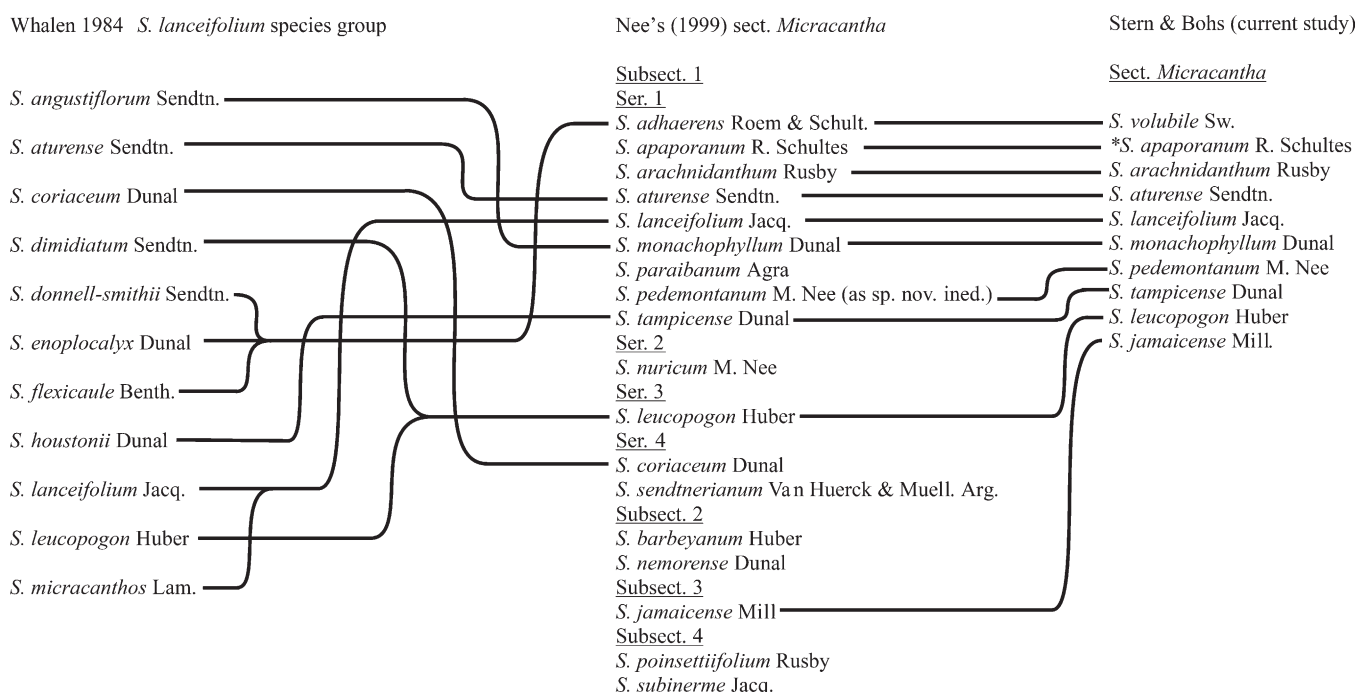 Whalen 1984 S. lanceifolium species group
S. angustiflorum Sendtn.
S. aturense Sendtn.
S. coriaceum Dunal
S. dimidiatum Sendtn.
S. donnell-smithii Sendtn.
S. enoplocalyx Dunal
S. flexicaule Benth.
S. houstonii Dunal
S. lanceifolium Jacq.
S. leucopogon Huber
S. micracanthos Lam.
Nee's (1999) sect. Micracantha
Subsect. 1
Ser. 1
S. adhaerens Roem & Schult.
S. apaporanum R. Schultes
S. arachnidanthum Rusby
S. aturense Sendtn.
S. lanceifolium Jacq.
S. monachophyllum Dunal
S. paraibanum Agra
S. pedemontanum M. Nee (as sp. nov. ined.)
S. tampicense Dunal
Ser. 2
S. nuricum M. Nee
Ser. 3
S. leucopogon Huber
Ser. 4
S. coriaceum Dunal
S. sendtnerianum Van Huerck & Muell. Arg.
Subsect. 2
S. barbeyanum Huber
S. nemorense Dunal
Subsect. 3
S. jamaicense Mill
Subsect. 4
S. poinsettiifolium Rusby
S. subinerme Jacq.
Stern & Bohs (current study)
Sect. Micracantha
S. volubile Sw.
*S. apaporanum R. Schultes
S. arachnidanthum Rusby
S. aturense Sendtn.
S. lanceifolium Jacq.
S. monachophyllum Dunal
S. pedemontanum M. Nee
S. tampicense Dunal
S. leucopogon Huber
S. jamaicense Mill.